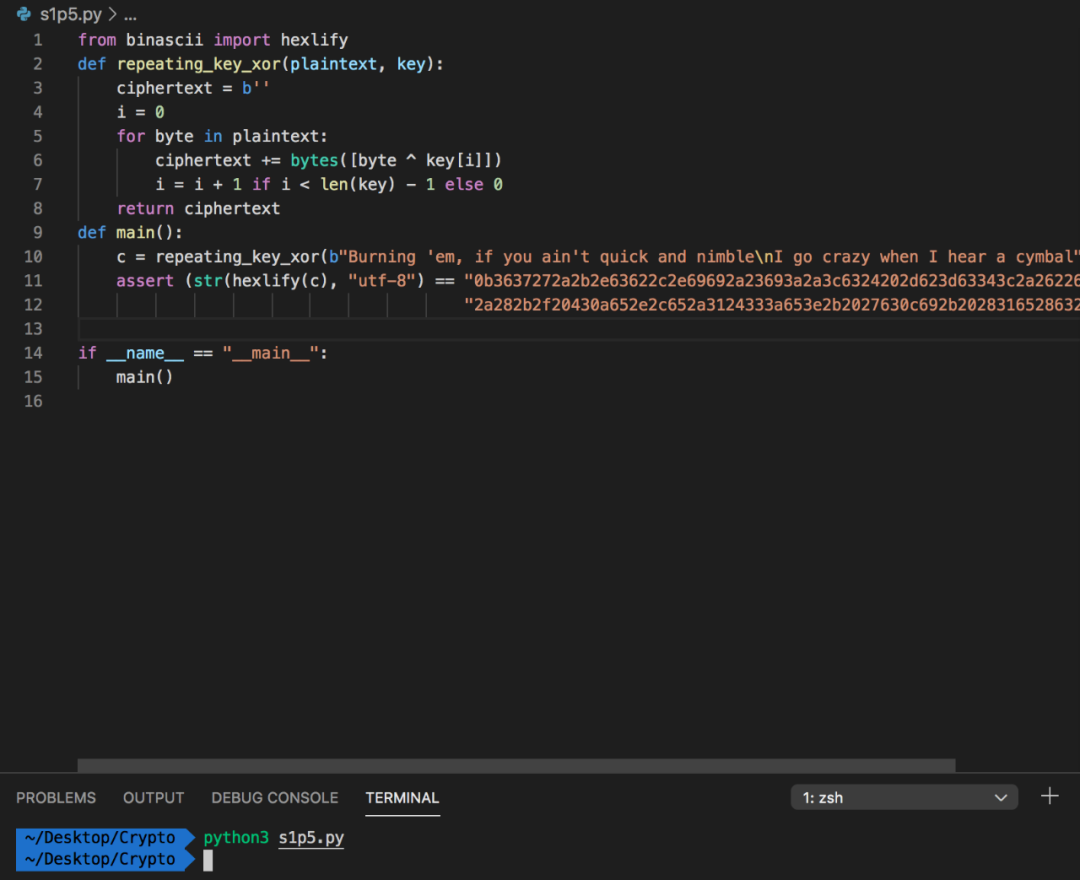 s1p5.py > ...
1 from binascii import hexlify
2 def repeating_key_xor(plaintext, key):
3     ciphertext = b''
4     i = 0
5     for byte in plaintext:
6         ciphertext += bytes([byte ^ key[i]])
7         i = i + 1 if i < len(key) - 1 else 0
8     return ciphertext
9 def main():
10     c = repeating_key_xor(b"Burning 'em, if you ain't quick and nimble\nI go crazy when I hear a cymbal"
11     assert (str(hexlify(c), "utf-8") == "0b3637272a2b2e63622c2e69692a23693a2a3c6324202d623d63343c2a26226
12                                         "2a282b2f20430a652e2c652a3124333a653e2b2027630c692b2028316528632
13
14 if __name__ == "__main__":
15     main()
16
PROBLEMS OUTPUT DEBUG CONSOLE TERMINAL 1: zsh
~/Desktop/Crypto python3 s1p5.py
~/Desktop/Crypto